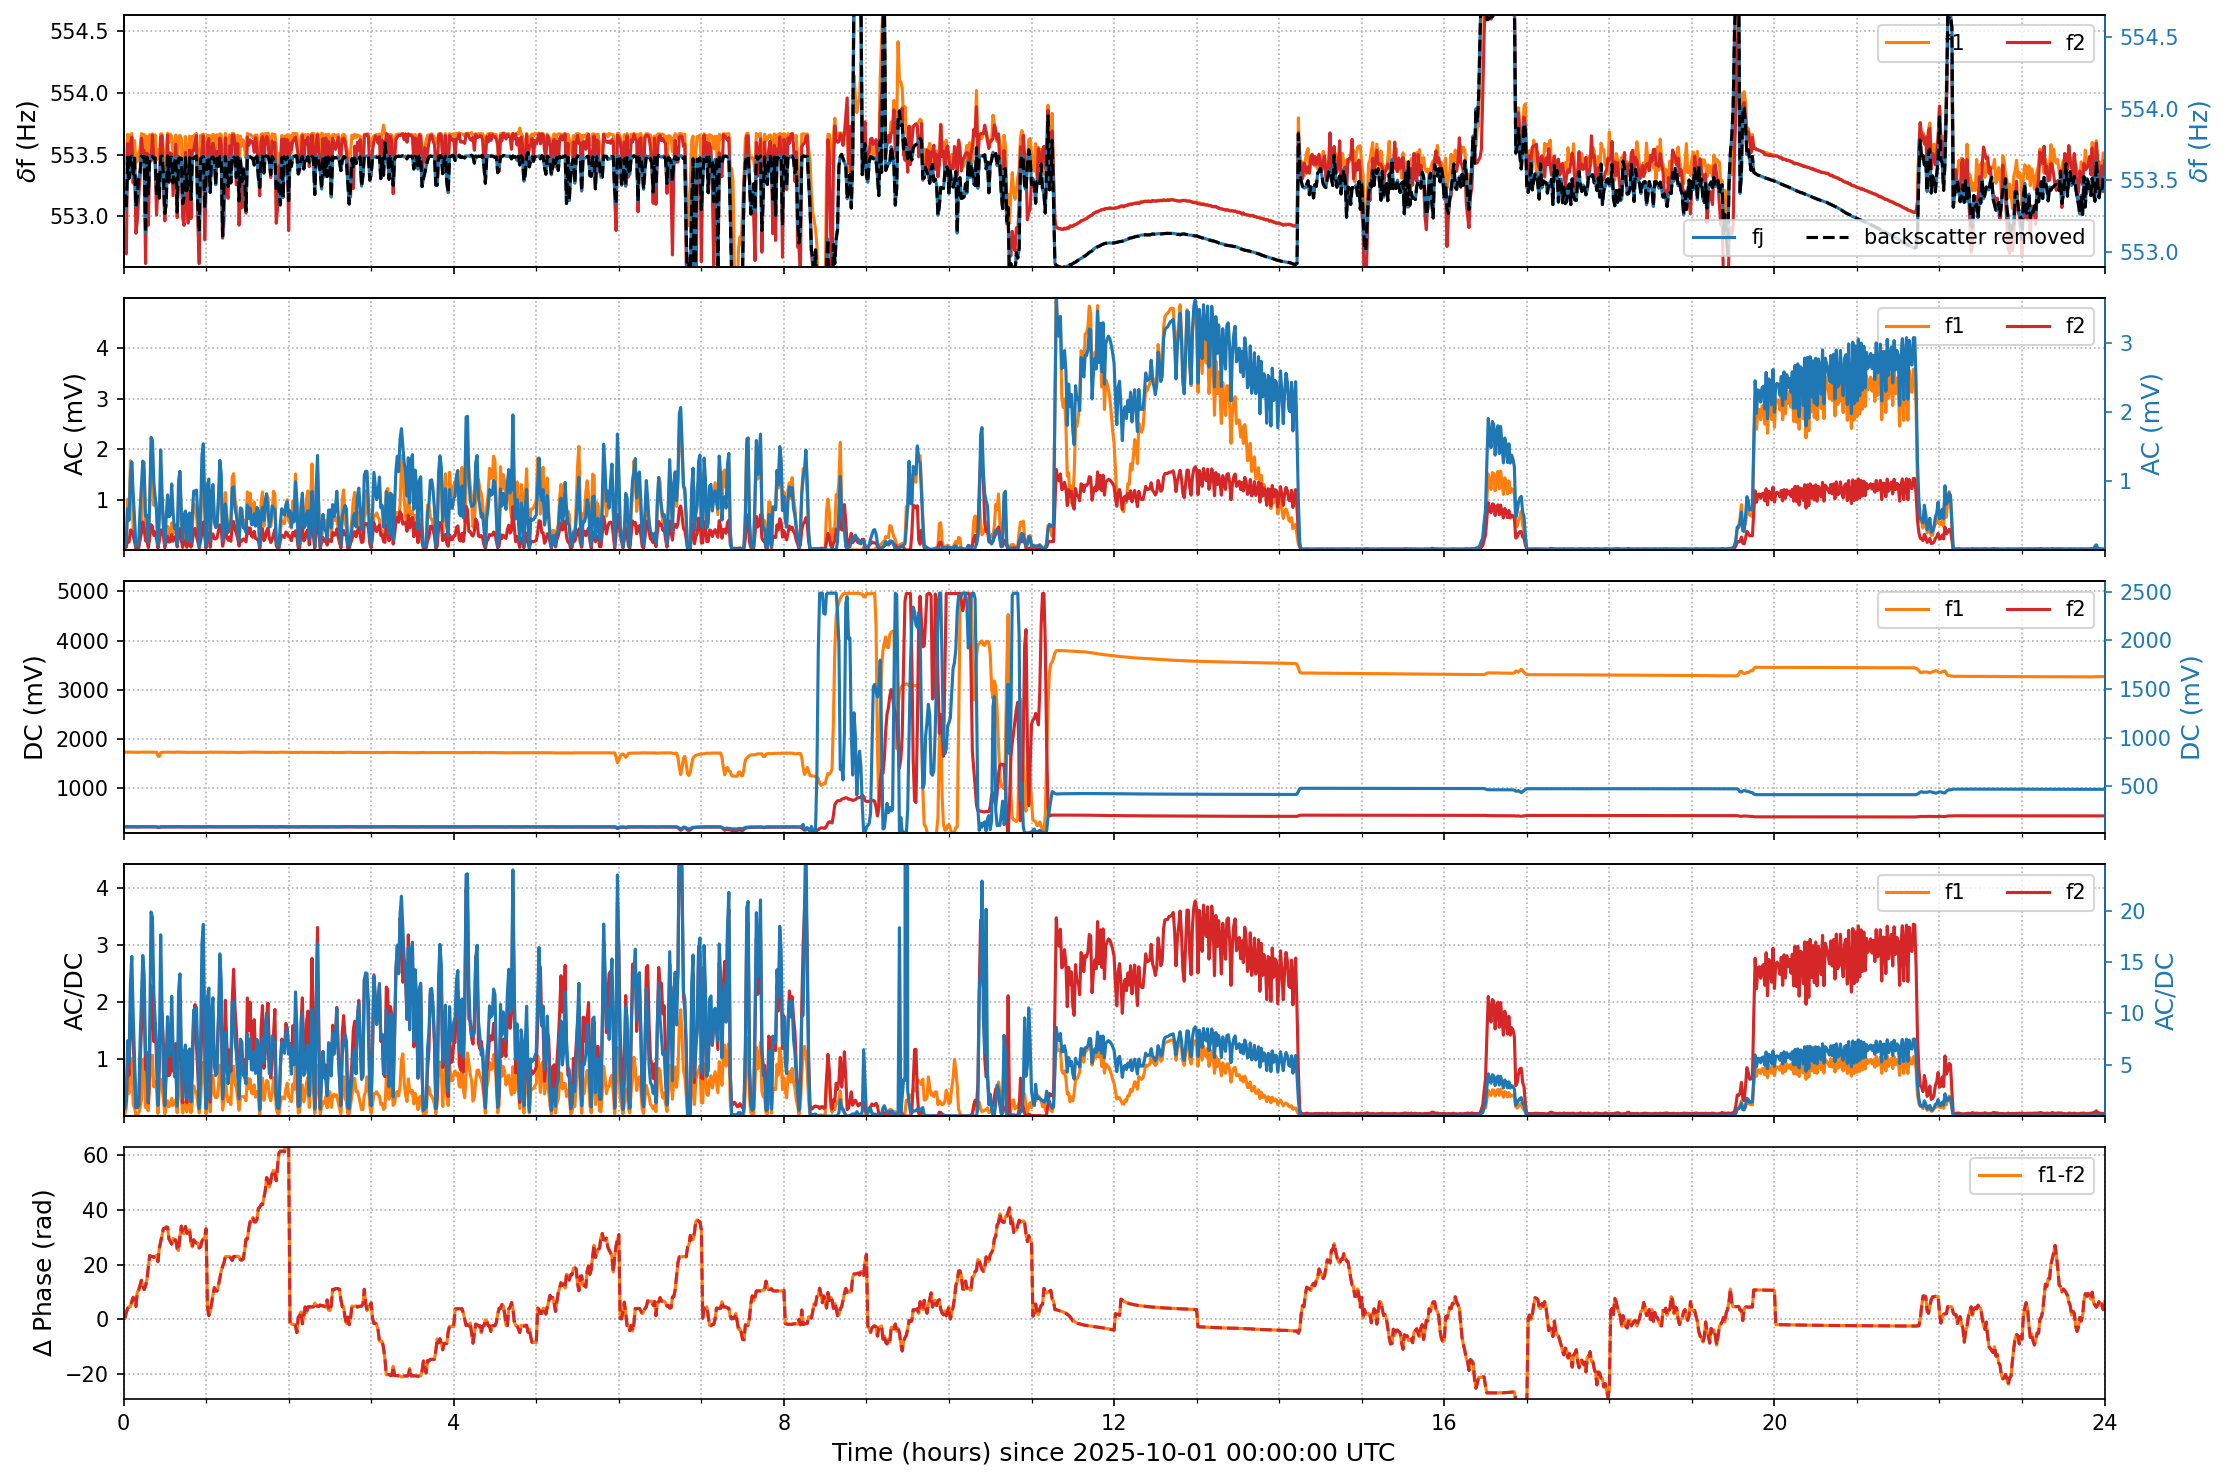 554.5
554.0
553.5
553.0
δf (Hz)
f1 f2
fj backscatter removed
554.5
554.0
553.5
553.0
δf (Hz)
4
3
2
1
AC (mV)
f1 f2
3
2
1
AC (mV)
5000
4000
3000
2000
1000
DC (mV)
f1 f2
2500
2000
1500
1000
500
DC (mV)
4
3
2
1
AC/DC
f1 f2
20
15
10
5
AC/DC
60
40
20
0
−20
Δ Phase (rad)
f1-f2
0 4 8 12 16 20 24
Time (hours) since 2025-10-01 00:00:00 UTC